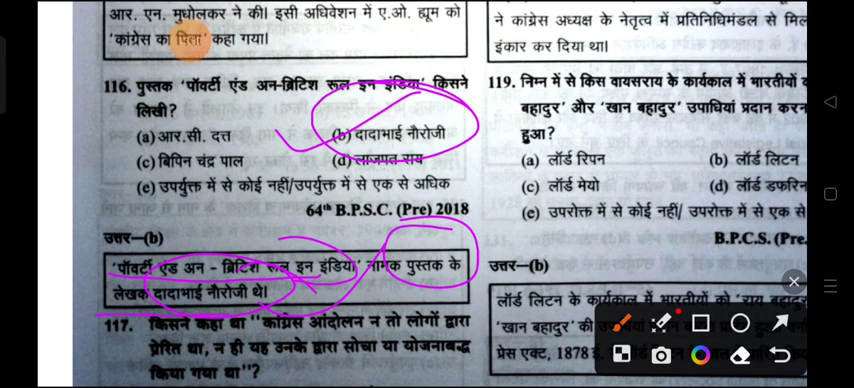 आर. एन. मुधोलकर ने की। इसी अधिवेशन में ए.ओ. ह्यूम को
'कांग्रेस का पिता' कहा गया।
116. पुस्तक 'पॉवर्टी एंड अन-ब्रिटिश रूल इन इंडिया' किसने
लिखी?
(a) आर.सी. दत्त (b) दादाभाई नौरोजी
(c) बिपिन चंद्र पाल (d) लाजपत राय
(e) उपर्युक्त में से कोई नहीं/उपर्युक्त में से एक से अधिक
64th B.P.S.C. (Pre) 2018
उत्तर–(b)
'पॉवर्टी एंड अन - ब्रिटिश रूल इन इंडिया' नामक पुस्तक के
लेखक दादाभाई नौरोजी थे।
117. किसने कहा था "कांग्रेस आंदोलन न तो लोगों द्वारा
प्रेरित था, न ही यह उनके द्वारा सोचा या योजनाबद्ध
किया गया था"?
ने कांग्रेस अध्यक्ष के नेतृत्व में प्रतिनिधिमंडल से मिल
इंकार कर दिया था।
119. निम्न में से किस वायसराय के कार्यकाल में भारतीयों
बहादुर' और 'खान बहादुर' उपाधियां प्रदान करन
हुआ?
(a) लॉर्ड रिपन (b) लॉर्ड लिटन
(c) लॉर्ड मेयो (d) लॉर्ड डफरिन
(e) उपरोक्त में से कोई नहीं/ उपरोक्त में से एक से
B.P.C.S. (Pre.
उत्तर–(b)
लॉर्ड लिटन के कार्यकाल में भारतीयों को 'राय बहादुर
'खान बहादुर' की
प्रेस एक्ट, 1878